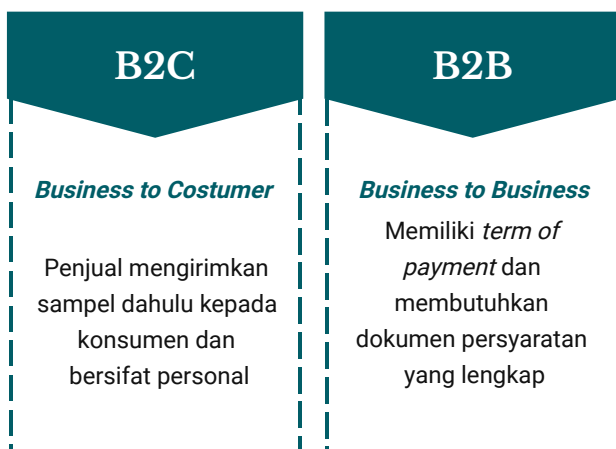 B2C
Business to Costumer
Penjual mengirimkan
sampel dahulu kepada
konsumen dan
bersifat personal
B2B
Business to Business
Memiliki term of
payment dan
membutuhkan
dokumen persyaratan
yang lengkap